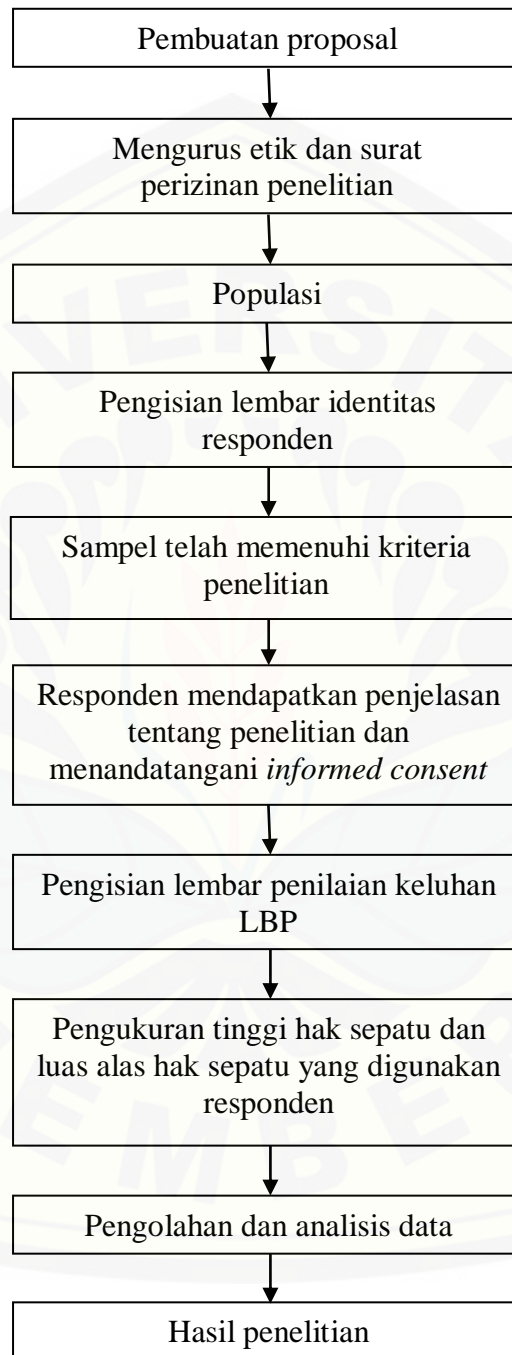 Pembuatan proposal
Mengurus etik dan surat
perizinan penelitian
Populasi
Pengisian lembar identitas
responden
Sampel telah memenuhi kriteria
penelitian
Responden mendapatkan penjelasan
tentang penelitian dan
menandatangani informed consent
Pengisian lembar penilaian keluhan
LBP
Pengukuran tinggi hak sepatu dan
luas alas hak sepatu yang digunakan
responden
Pengolahan dan analisis data
Hasil penelitian